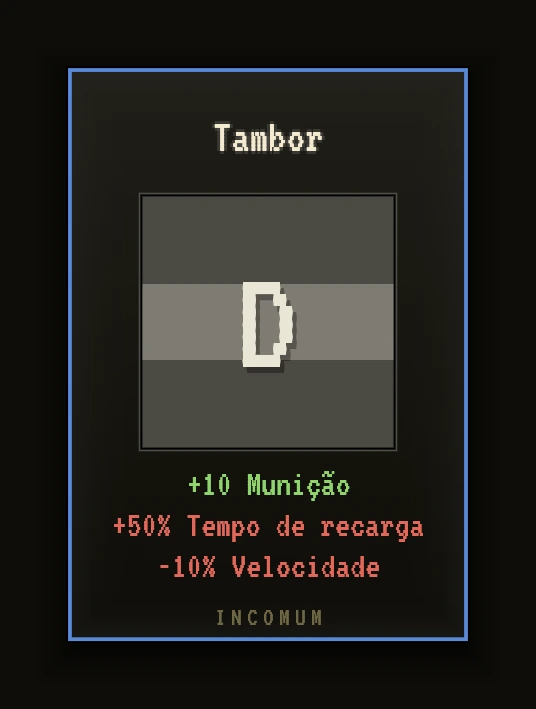 Tambor
D
+10 Munição
+50% Tempo de recarga
-10% Velocidade
INCOMUM